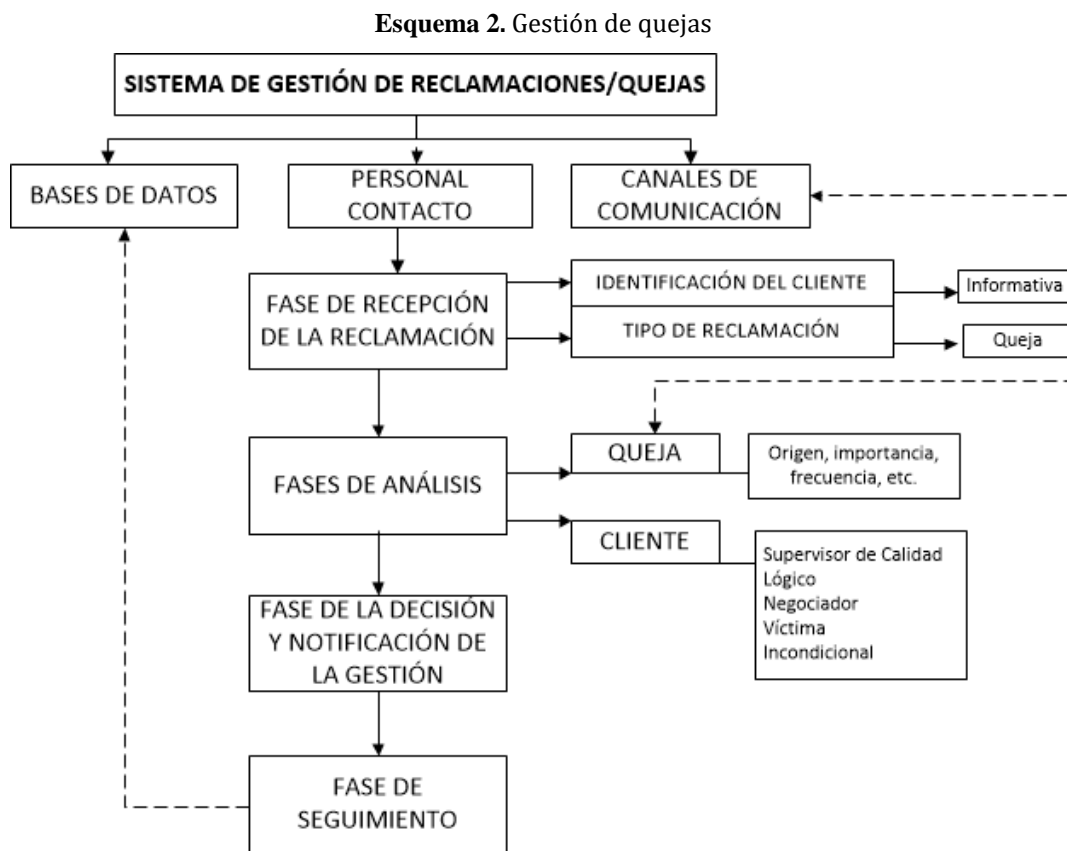 Esquema 2. Gestión de quejas
SISTEMA DE GESTIÓN DE RECLAMACIONES/QUEJAS
BASES DE DATOS
PERSONAL
CONTACTO
CANALES DE
COMUNICACIÓN
FASE DE RECEPCIÓN
DE LA RECLAMACIÓN
IDENTIFICACIÓN DEL CLIENTE
Informativa
TIPO DE RECLAMACIÓN
Queja
FASES DE ANÁLISIS
QUEJA
Origen, importancia,
frecuencia, etc.
CLIENTE
Supervisor de Calidad
Lógico
Negociador
Víctima
Incondicional
FASE DE LA DECISIÓN
Y NOTIFICACIÓN DE
LA GESTIÓN
FASE DE
SEGUIMIENTO